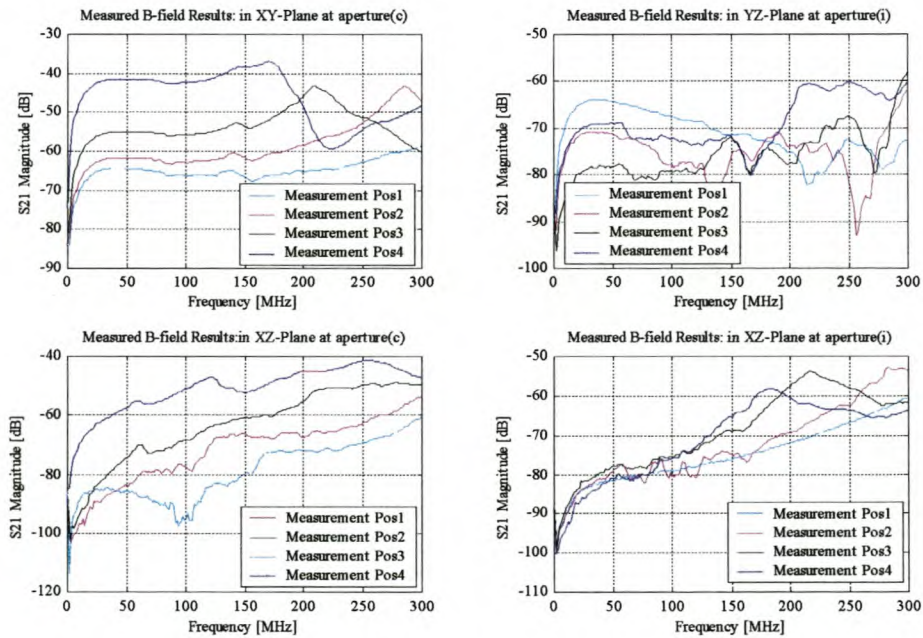 Measured B-field Results: in XY-Plane at aperture(c)
-30
-40
-50
-60
-70
-80
-90
S21 Magnitude [dB]
Measurement Pos1
Measurement Pos2
Measurement Pos3
Measurement Pos4
0 50 100 150 200 250 300
Frequency [MHz]
Measured B-field Results: in YZ-Plane at aperture(i)
-50
-60
-70
-80
-90
-100
S21 Magnitude [dB]
Measurement Pos1
Measurement Pos2
Measurement Pos3
Measurement Pos4
0 50 100 150 200 250 300
Frequency [MHz]
Measured B-field Results:in XZ-Plane at aperture(c)
-40
-60
-80
-100
-120
S21 Magnitude [dB]
Measurement Pos1
Measurement Pos2
Measurement Pos3
Measurement Pos4
0 50 100 150 200 250 300
Frequency [MHz]
Measured B-field Results: in XZ-Plane at aperture(i)
-50
-60
-70
-80
-90
-100
-110
S21 Magnitude [dB]
Measurement Pos1
Measurement Pos2
Measurement Pos3
Measurement Pos4
0 50 100 150 200 250 300
Frequency [MHz]